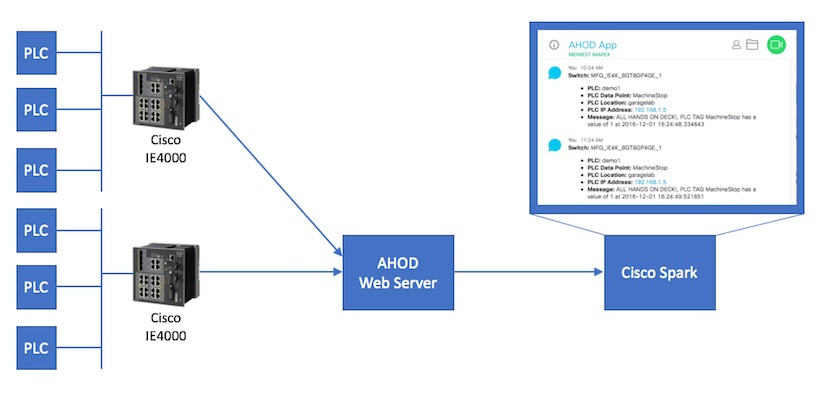 PLC
PLC
PLC
Cisco
IE4000
PLC
PLC
PLC
Cisco
IE4000
AHOD
Web Server
Cisco Spark
AHOD App
MIDWEST IMAPEX
You 10:24 AM
Switch: MFG_IE4K_8GT8GP4GE_1
• PLC: demo1
• PLC Data Point: MachineStop
• PLC Location: garagelab
• PLC IP Address: 192.168.1.5
• Message: ALL HANDS ON DECK!, PLC TAG MachineStop has a
value of 1 at 2016-12-01 15:24:48.334643
You 11:24 AM
Switch: MFG_IE4K_8GT8GP4GE_1
• PLC: demo1
• PLC Data Point: MachineStop
• PLC Location: garagelab
• PLC IP Address: 192.168.1.5
• Message: ALL HANDS ON DECK!, PLC TAG MachineStop has a
value of 1 at 2016-12-01 16:24:49.521651